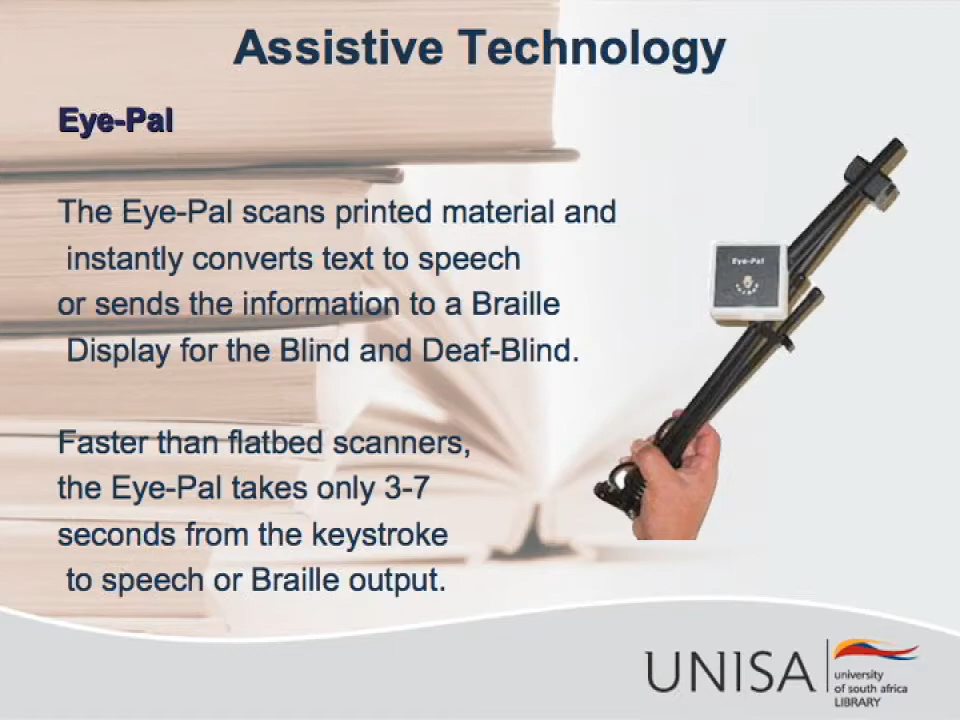 Assistive Technology
Eye-Pal
The Eye-Pal scans printed material and
instantly converts text to speech
or sends the information to a Braille
Display for the Blind and Deaf-Blind.
Eye-Pal
Faster than flatbed scanners,
the Eye-Pal takes only 3-7
seconds from the keystroke
to speech or Braille output.
UNISA
university
of south africa
LIBRARY